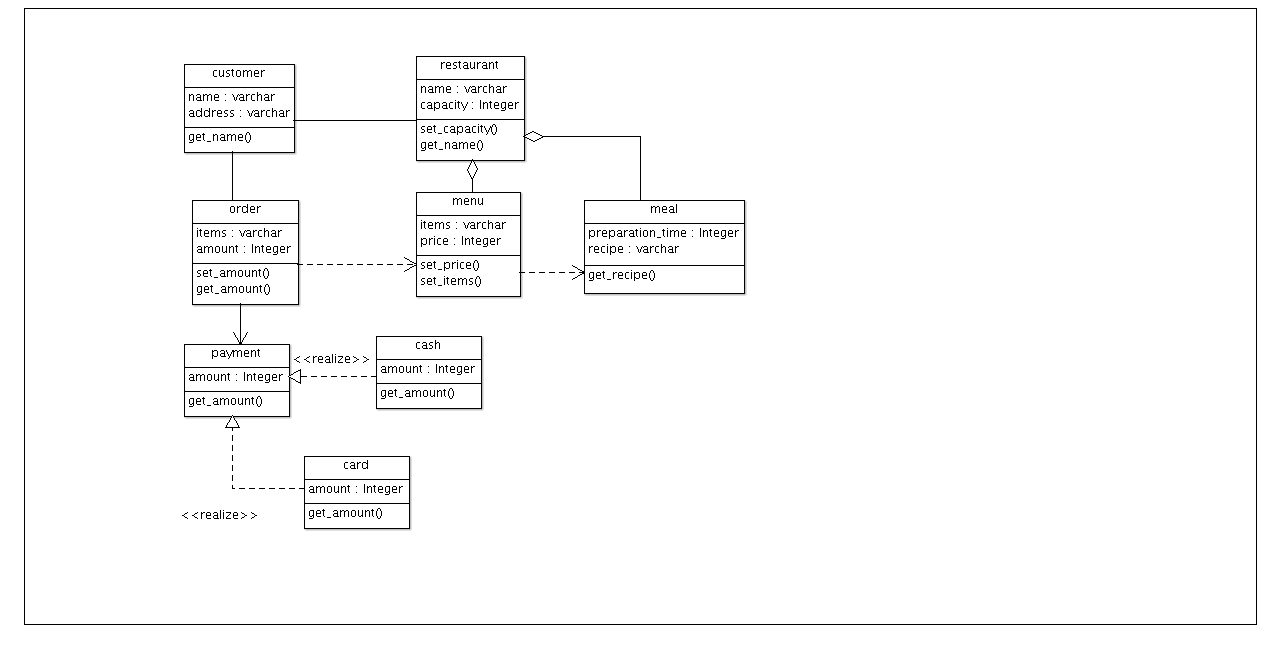 customer
name : varchar
address : varchar
get_name()
restaurant
name : varchar
capacity : Integer
set_capacity()
get_name()
order
items : varchar
amount : Integer
set_amount()
get_amount()
menu
items : varchar
price : Integer
set_price()
set_items()
meal
preparation_time : Integer
recipe : varchar
get_recipe()
payment
amount : Integer
get_amount()
<<realize>>
cash
amount : Integer
get_amount()
card
amount : Integer
get_amount()
<<realize>>